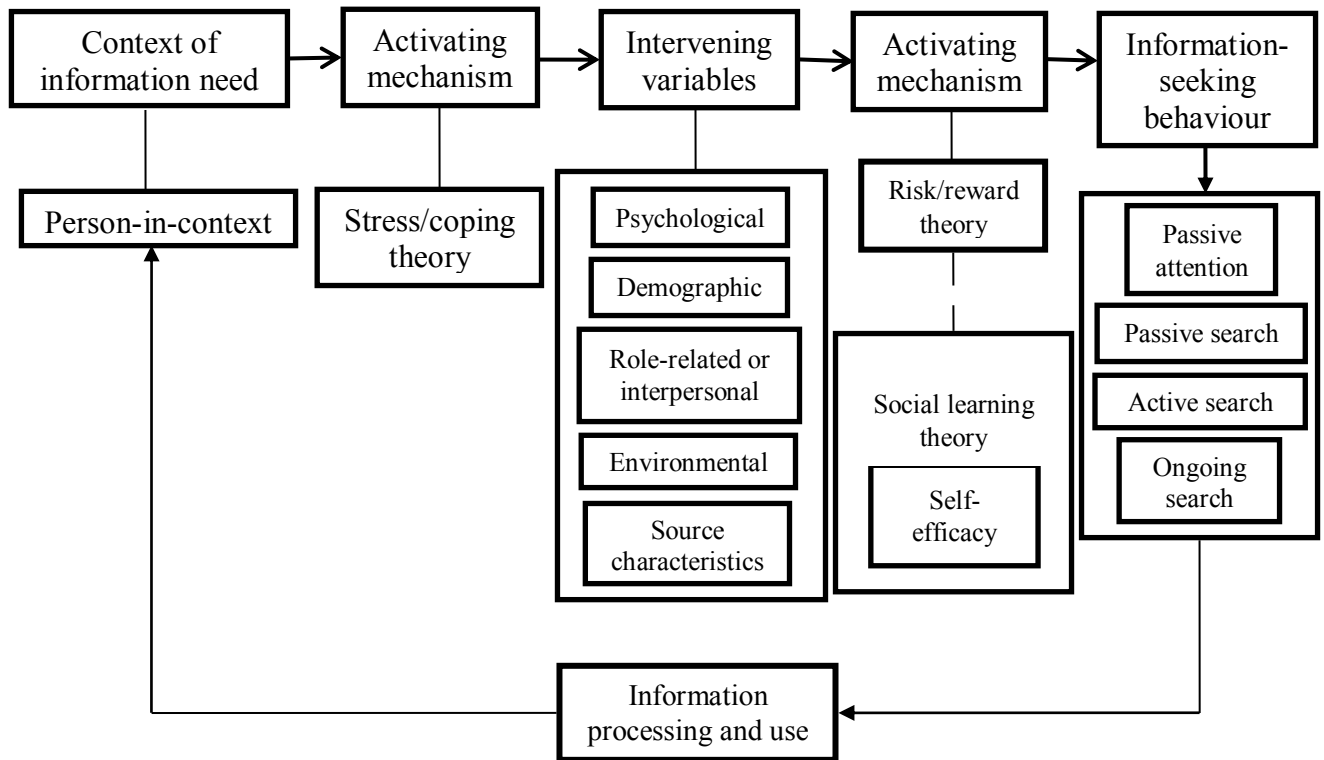 Context of
information need
Activating
mechanism
Intervening
variables
Activating
mechanism
Information-
seeking
behaviour
Person-in-context
Stress/coping
theory
Psychological
Demographic
Role-related or
interpersonal
Environmental
Source
characteristics
Risk/reward
theory
Social learning
theory
Self-
efficacy
Passive
attention
Passive search
Active search
Ongoing
search
Information
processing and use